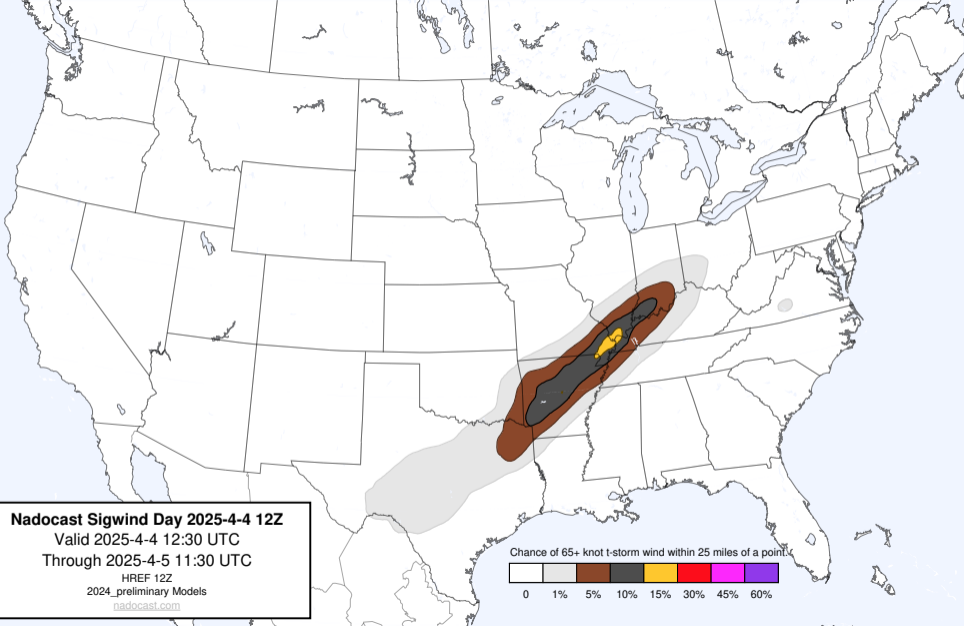 Nadocast Sigwind Day 2025-4-4 12Z
Valid 2025-4-4 12:30 UTC
Through 2025-4-5 11:30 UTC
HREF 12Z
2024_preliminary Models
nadocast.com
Chance of 65+ knot t-storm wind within 25 miles of a point.
0 1% 5% 10% 15% 30% 45% 60%